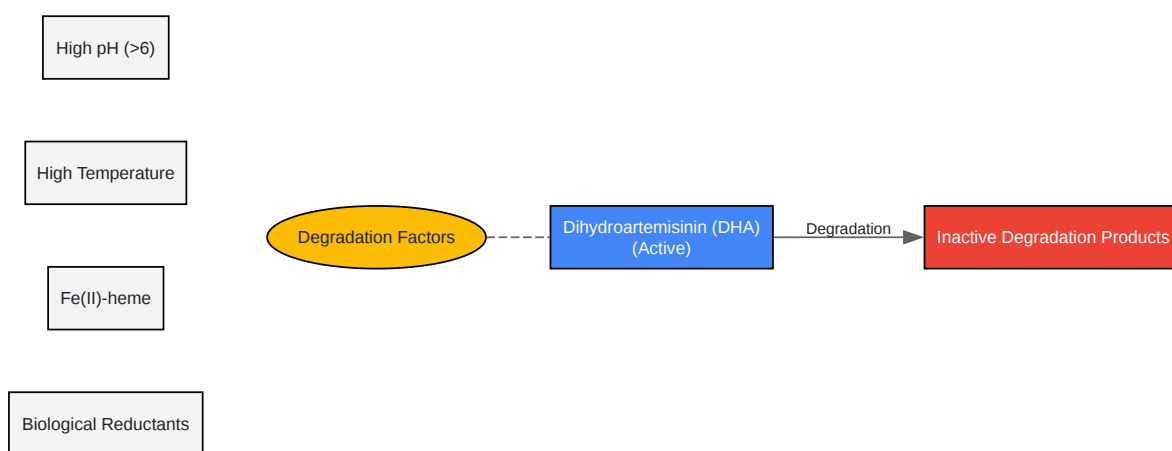 High pH (>6)
High Temperature
Fe(II)-heme
Biological Reductants
Degradation Factors
Dihydroartemisinin (DHA)
(Active)
Degradation
Inactive Degradation Products